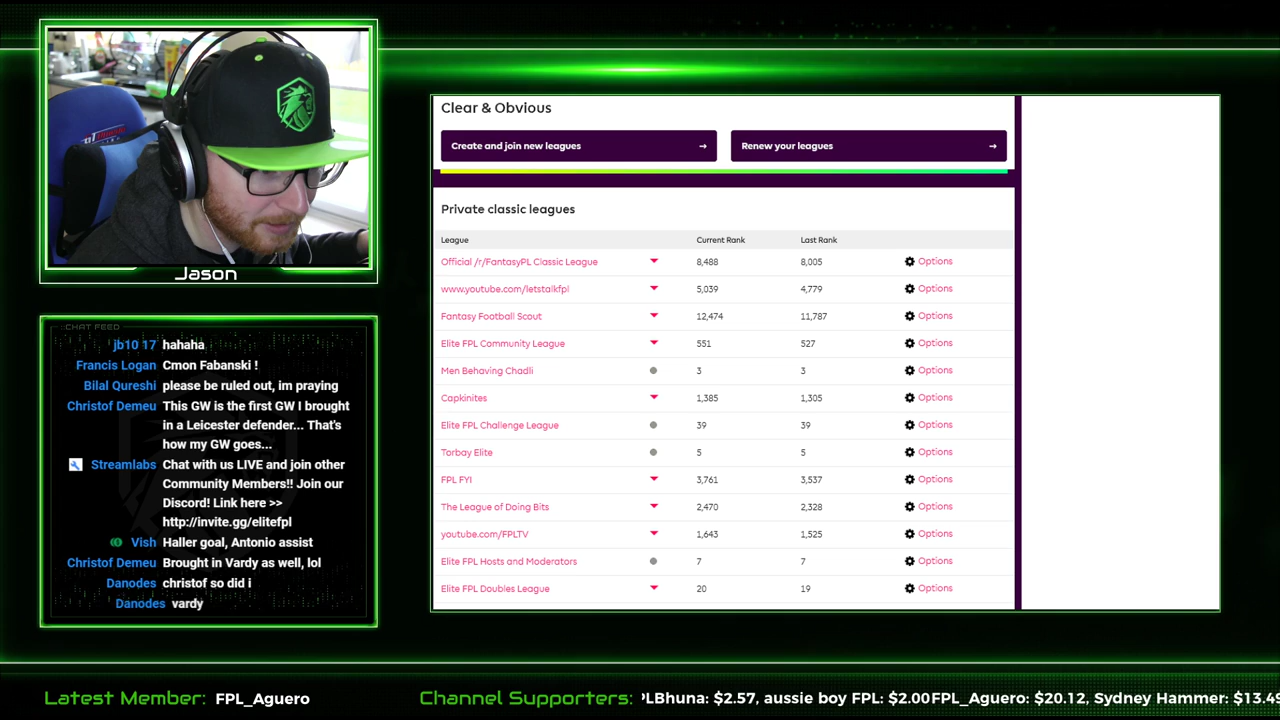 Jason
::CHAT FEED
jb10 17 hahaha
Francis Logan Cmon Fabanski !
Bilal Qureshi please be ruled out, im praying
Christof Demeu This GW is the first GW I brought
in a Leicester defender... That's
how my GW goes...
Streamlabs Chat with us LIVE and join other
Community Members!! Join our
Discord! Link here >>
http://invite.gg/elitefpl
Vish Haller goal, Antonio assist
Christof Demeu Brought in Vardy as well, lol
Danodes christof so did i
Danodes vardy
Clear & Obvious
Create and join new leagues →
Renew your leagues →
Private classic leagues
League Current Rank Last Rank
Official /r/FantasyPL Classic League 8,488 8,005 Options
www.youtube.com/letstalkfpl 5,039 4,779 Options
Fantasy Football Scout 12,474 11,787 Options
Elite FPL Community League 551 527 Options
Men Behaving Chadli 3 3 Options
Capkinites 1,385 1,305 Options
Elite FPL Challenge League 39 39 Options
Torbay Elite 5 5 Options
FPL FYI 3,761 3,537 Options
The League of Doing Bits 2,470 2,328 Options
youtube.com/FPLTV 1,643 1,525 Options
Elite FPL Hosts and Moderators 7 7 Options
Elite FPL Doubles League 20 19 Options
Latest Member: FPL_Aguero
Channel Supporters: PLBhuna: $2.57, aussie boy FPL: $2.00FPL_Aguero: $20.12, Sydney Hammer: $13.49